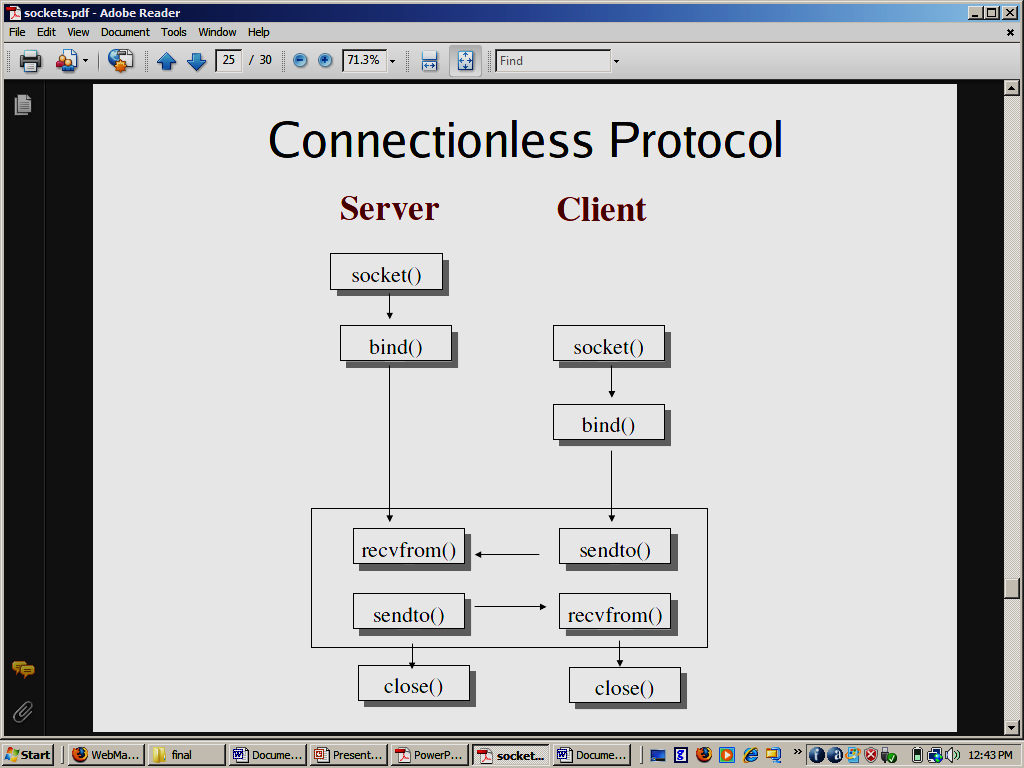 sockets.pdf - Adobe Reader
File Edit View Document Tools Window Help
25 / 30 71.3% Find
Connectionless Protocol
Server Client
socket()
bind() socket()
bind()
recvfrom() sendto()
sendto() recvfrom()
close() close()
Start WebMa... final Docume... Present... PowerP... socket... Docume... 12:43 PM